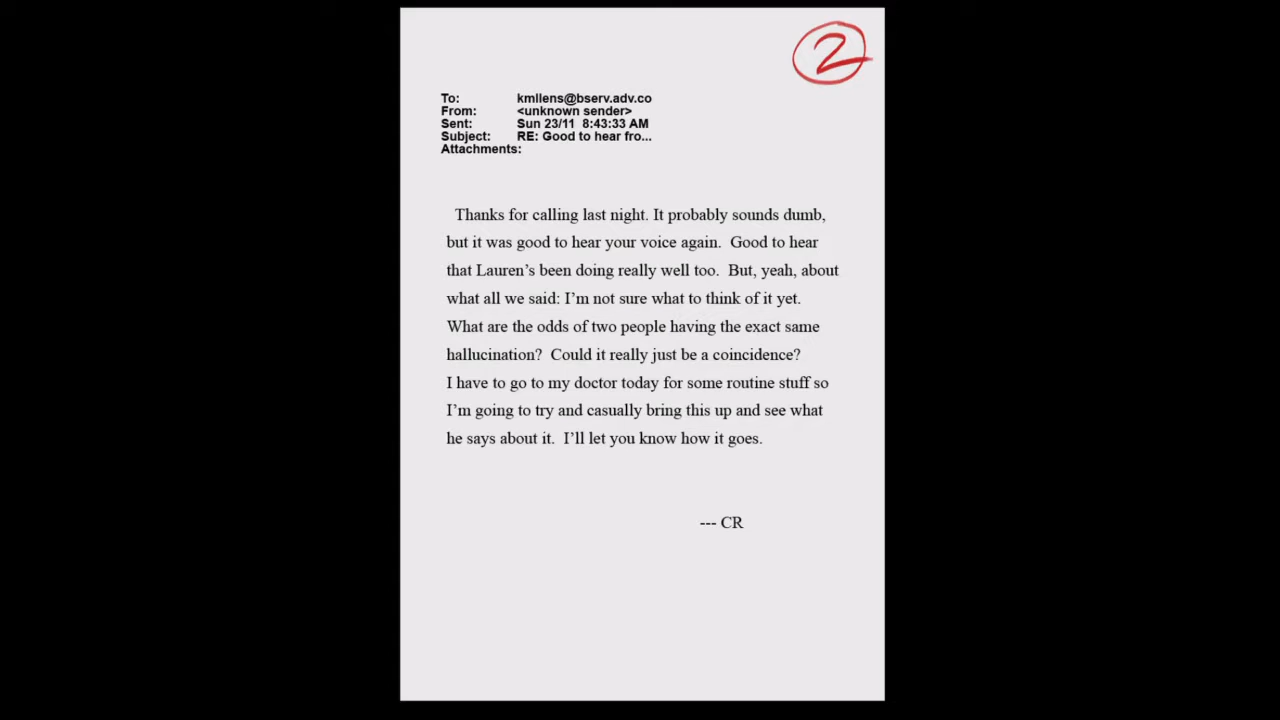 2
To: kmllens@bserv.adv.co
From: <unknown sender>
Sent: Sun 23/11 8:43:33 AM
Subject: RE: Good to hear fro...
Attachments:
Thanks for calling last night. It probably sounds dumb,
but it was good to hear your voice again. Good to hear
that Lauren’s been doing really well too. But, yeah, about
what all we said: I’m not sure what to think of it yet.
What are the odds of two people having the exact same
hallucination? Could it really just be a coincidence?
I have to go to my doctor today for some routine stuff so
I’m going to try and casually bring this up and see what
he says about it. I’ll let you know how it goes.
--- CR